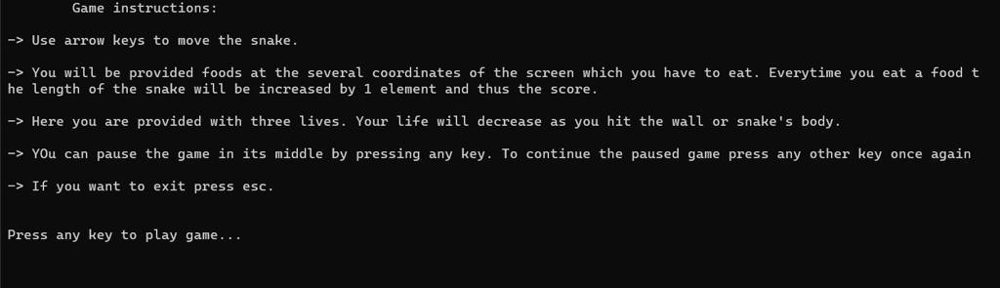 Game instructions:
-> Use arrow keys to move the snake.
-> You will be provided foods at the several coordinates of the screen which you have to eat. Everytime you eat a food t
he length of the snake will be increased by 1 element and thus the score.
-> Here you are provided with three lives. Your life will decrease as you hit the wall or snake's body.
-> YOu can pause the game in its middle by pressing any key. To continue the paused game press any other key once again
-> If you want to exit press esc.
Press any key to play game...